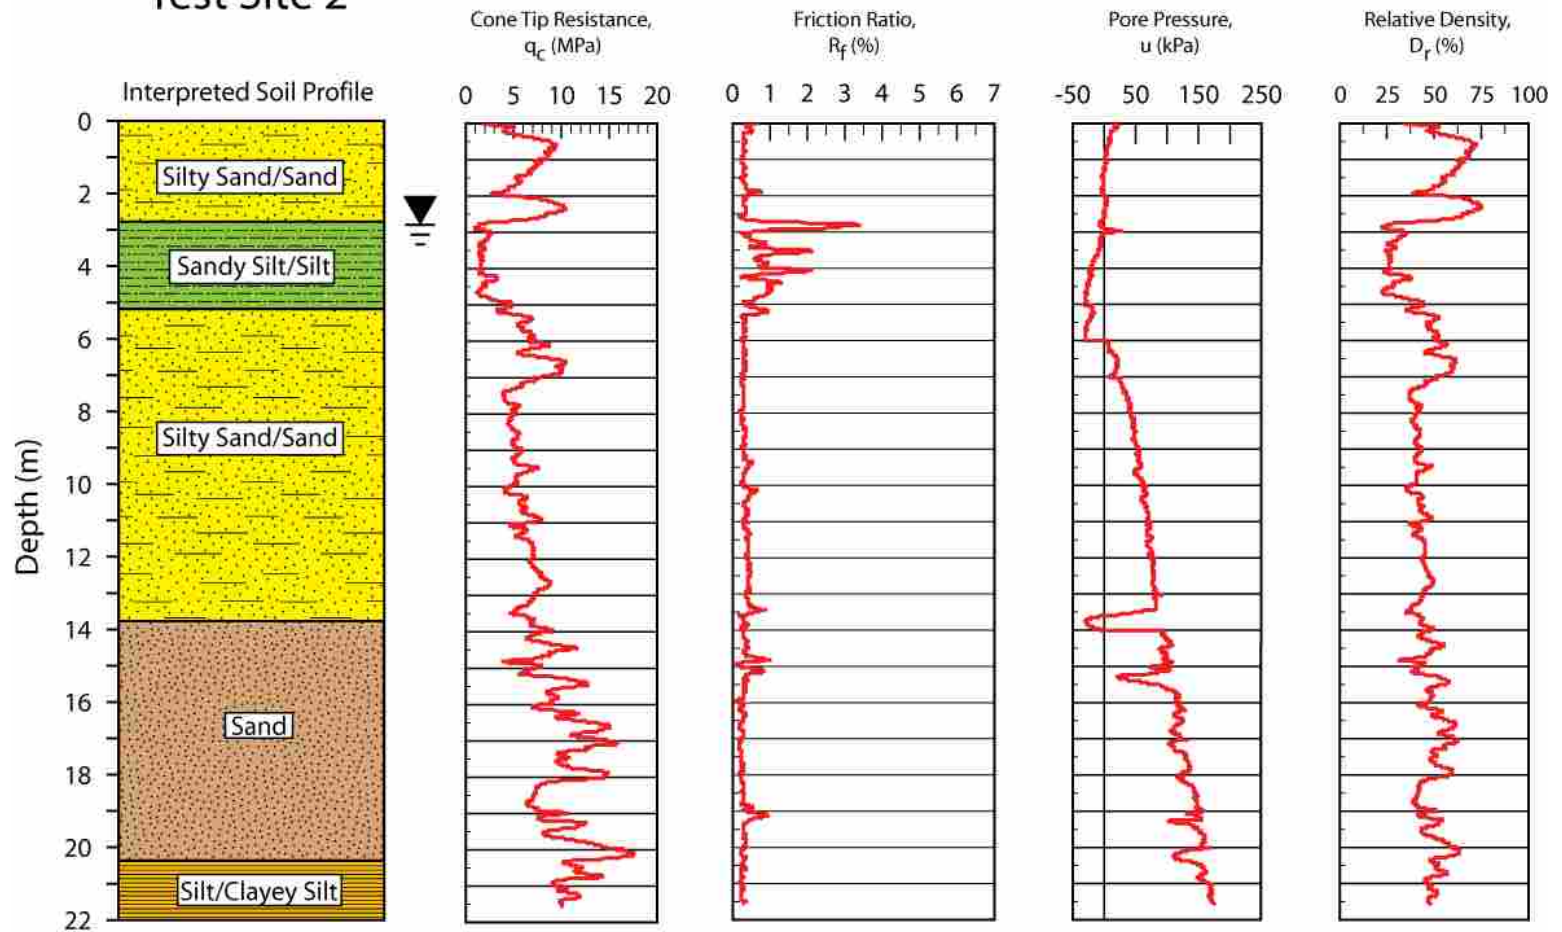 Test Site 2
Cone Tip Resistance,
qc (MPa)
Friction Ratio,
Rf (%)
Pore Pressure,
u (kPa)
Relative Density,
Dr (%)
Interpreted Soil Profile
0 5 10 15 20
0 1 2 3 4 5 6 7
-50 50 150 250
0 25 50 75 100
Depth (m)
0
2
4
6
8
10
12
14
16
18
20
22
Silty Sand/Sand
Sandy Silt/Silt
Silty Sand/Sand
Sand
Silt/Clayey Silt